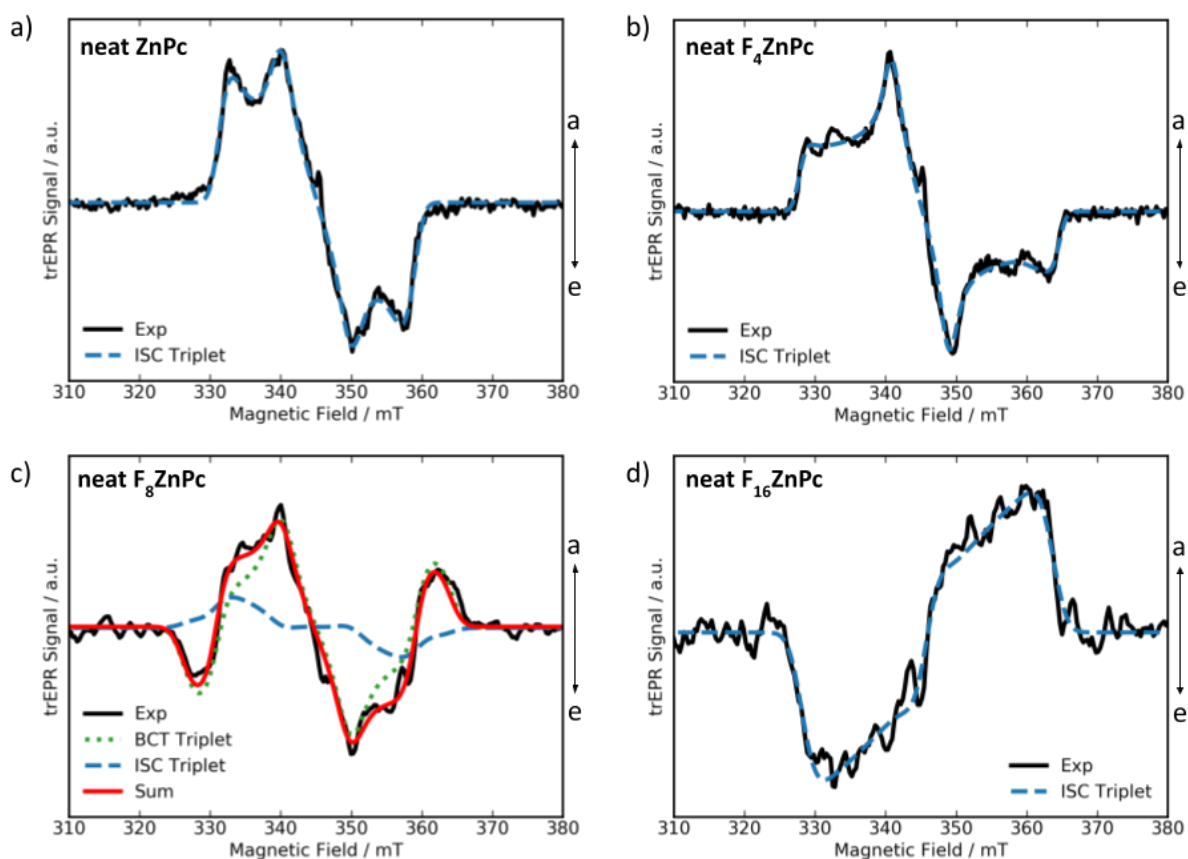 a)
neat ZnPc
trEPR Signal / a.u.
Exp
ISC Triplet
310 320 330 340 350 360 370 380
Magnetic Field / mT
a
e
b)
neat F₄ZnPc
trEPR Signal / a.u.
Exp
ISC Triplet
310 320 330 340 350 360 370 380
Magnetic Field / mT
a
e
c)
neat F₈ZnPc
trEPR Signal / a.u.
Exp
BCT Triplet
ISC Triplet
Sum
310 320 330 340 350 360 370 380
Magnetic Field / mT
a
e
d)
neat F₁₆ZnPc
trEPR Signal / a.u.
Exp
ISC Triplet
310 320 330 340 350 360 370 380
Magnetic Field / mT
a
e